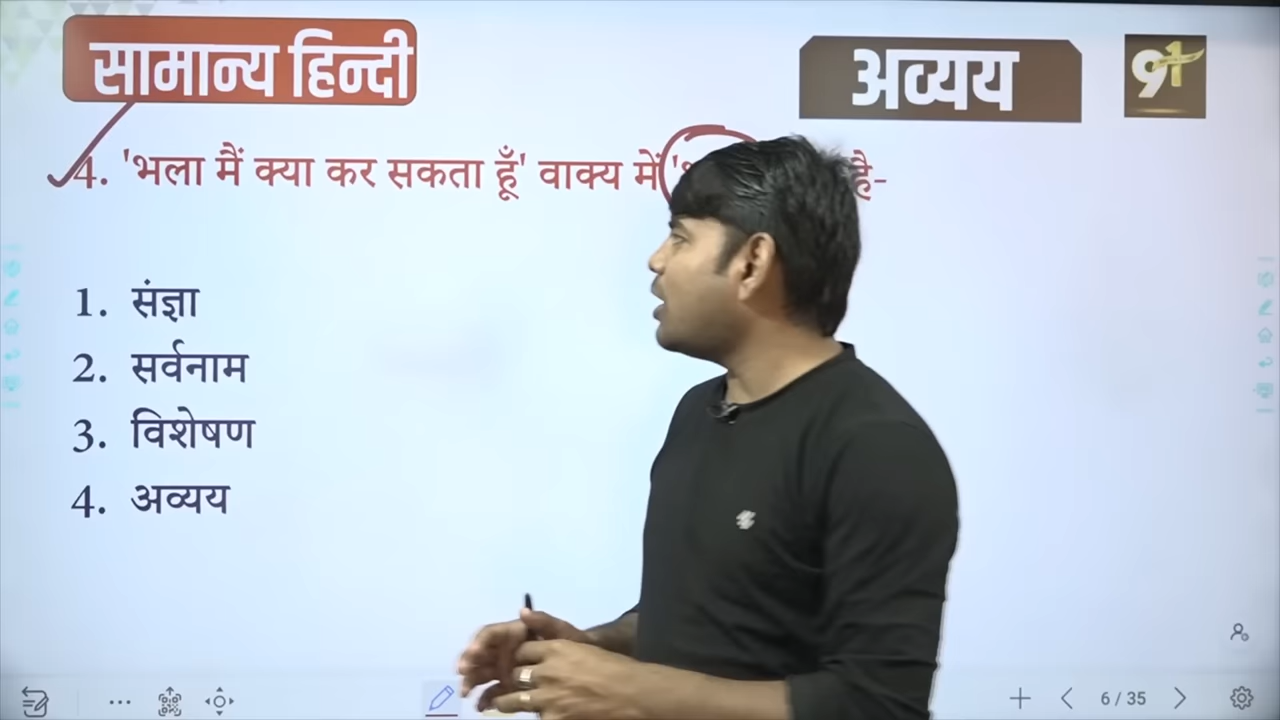 सामान्य हिन्दी
अव्यय
91
4. 'भला मैं क्या कर सकता हूँ' वाक्य में है-
1. संज्ञा
2. सर्वनाम
3. विशेषण
4. अव्यय
6 / 35